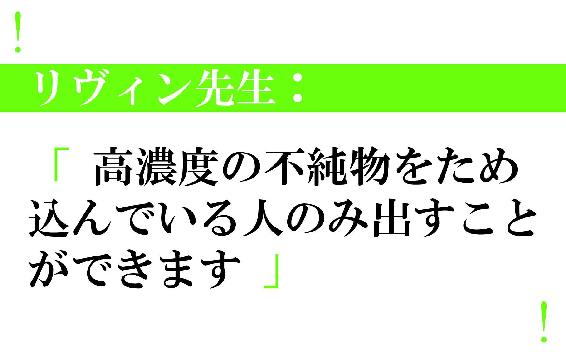 !
リヴィン先生：
「高濃度の不純物をため
込んでいる人のみ出すこと
ができます」
!